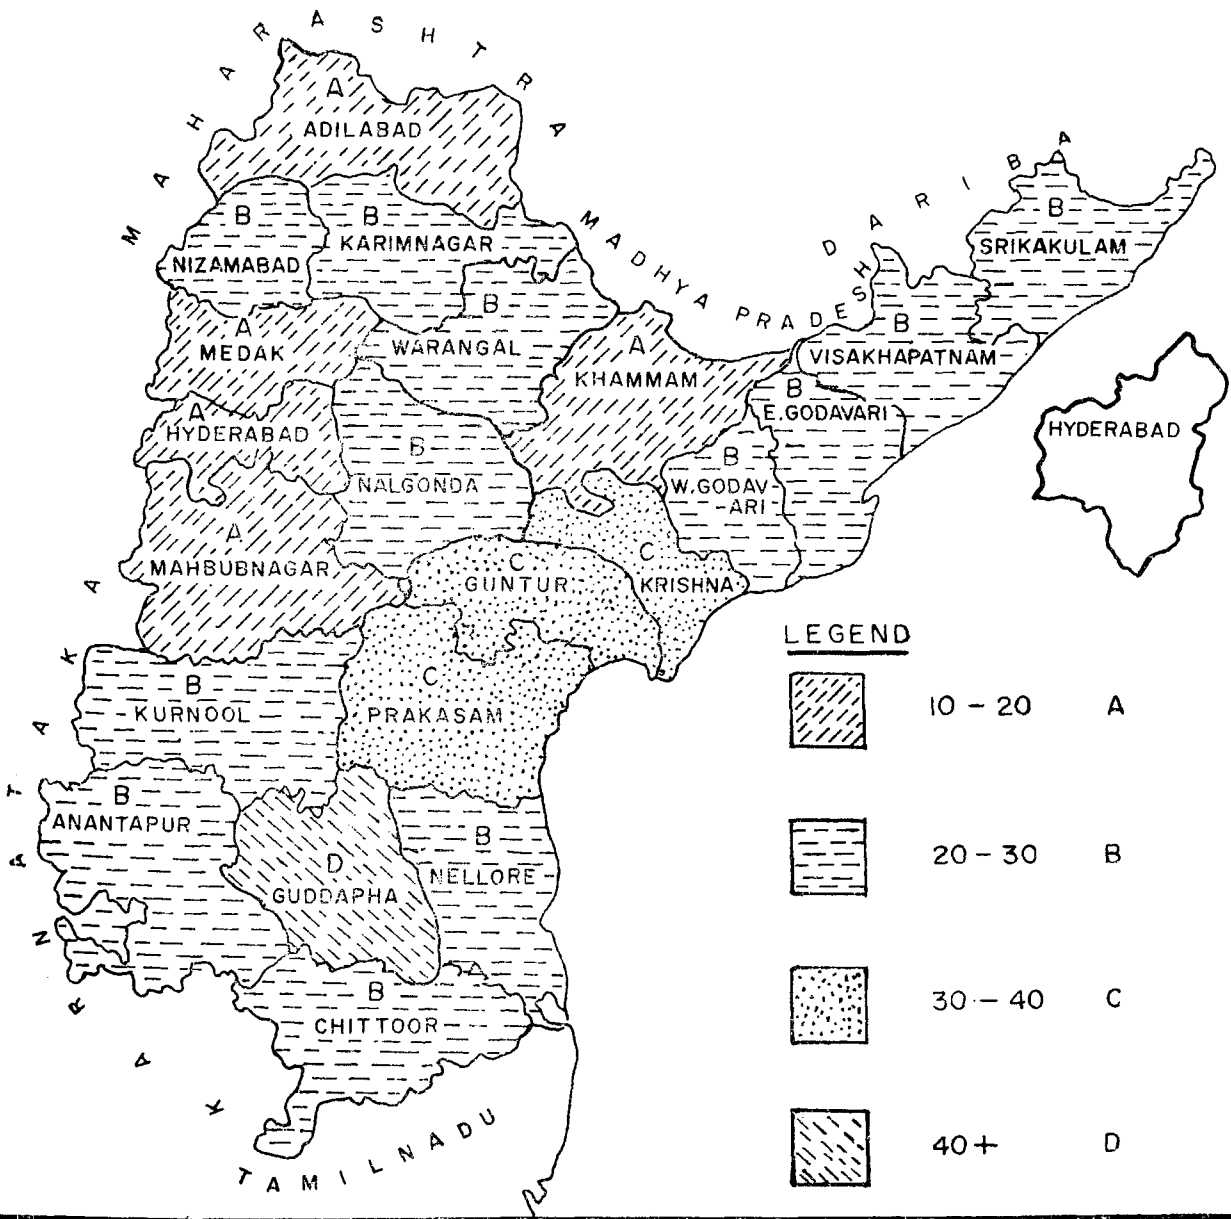 MAHARASHTRA
A
ADILABAD
B
NIZAMABAD
B
KARIMNAGAR
MADHYA PRADESH
DARIBA
B
SRIKAKULAM
B
VISAKHAPATNAM
A
MEDAK
B
WARANGAL
A
KHAMMAM
B
E.GODAVARI
A
HYDERABAD
B
NALGONDA
B
W.GODAV-
-ARI
HYDERABAD
A
MAHBUBNAGAR
C
GUNTUR
C
KRISHNA
B
KURNOOL
C
PRAKASAM
B
ANANTAPUR
D
GUDDAPHA
B
NELLORE
B
CHITTOOR
KARNATAKA
TAMILNADU
LEGEND
10-20 A
20-30 B
30-40 C
40+ D